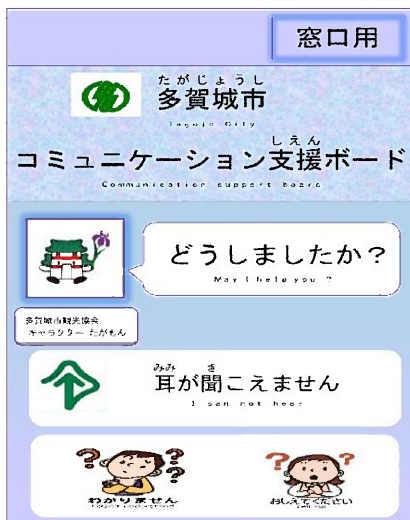 窓口用
たがじょうし
多賀城市
Tagajo City
しえん
コミュニケーション支援ボード
Communication support board
どうしましたか？
May I help you ?
多賀城市観光協会
キャラクター たがもん
みみ き
耳が聞こえません
I can not hear
? ? ?
わかりません
? ?
おしえてください
Tell me